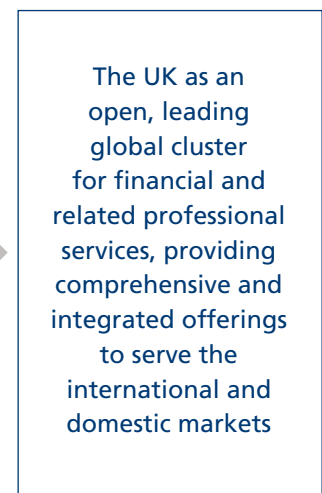 The UK as an
open, leading
global cluster
for financial and
related professional
services, providing
comprehensive and
integrated offerings
to serve the
international and
domestic markets